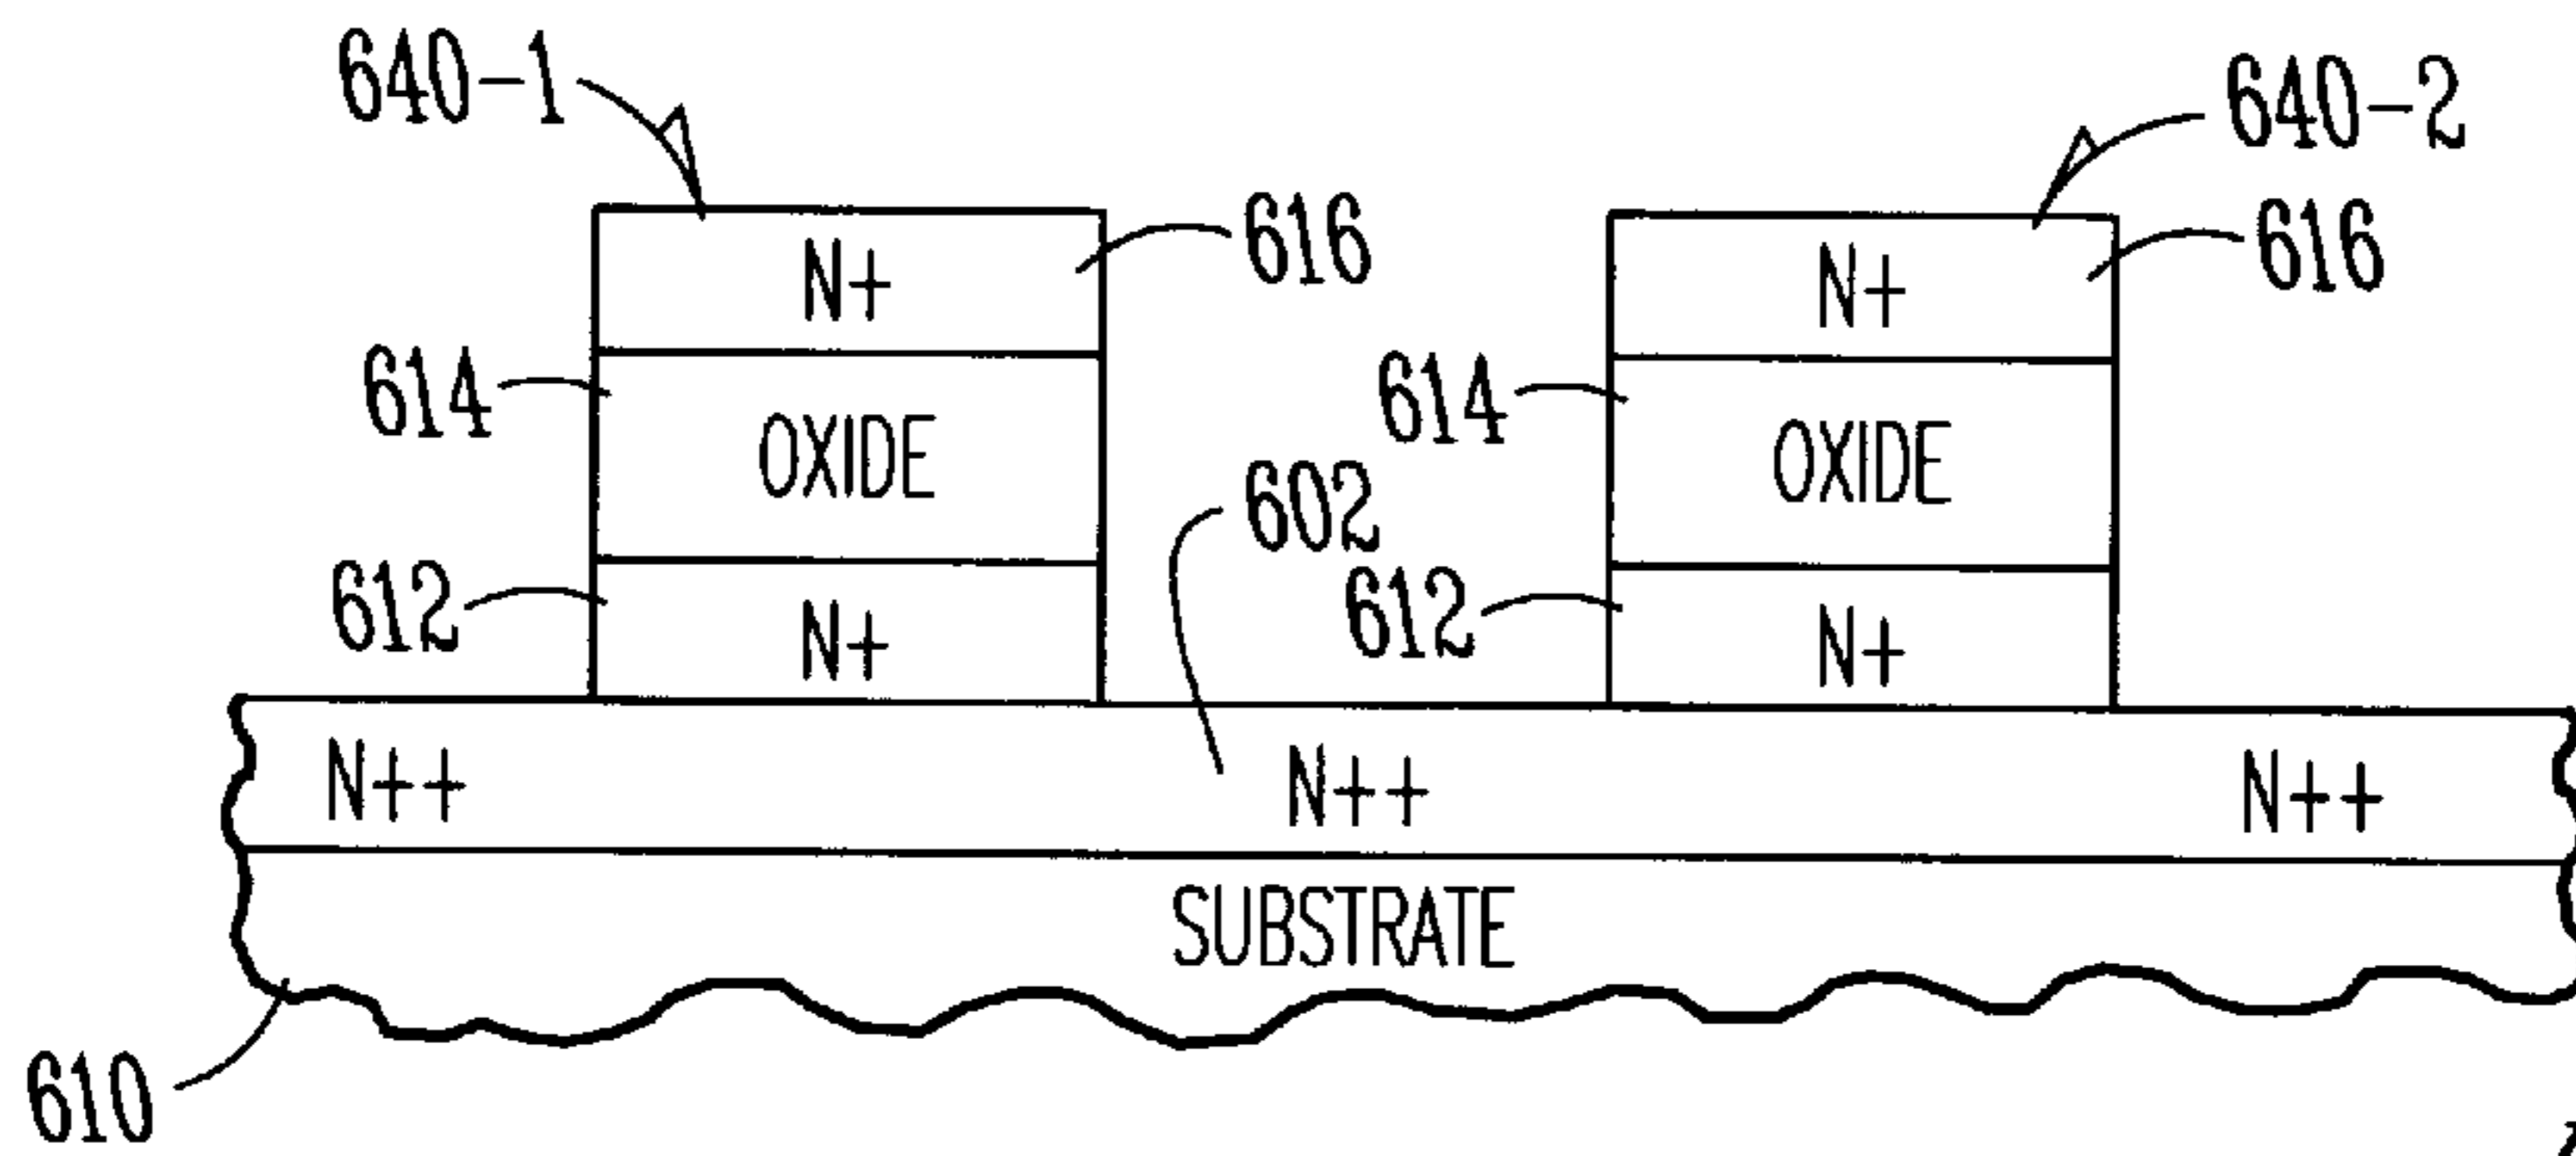 640-1 640-2
616 616
N+ N+
614 614
OXIDE OXIDE
602
612 612
N+ N+
N++ N++ N++
SUBSTRATE
610